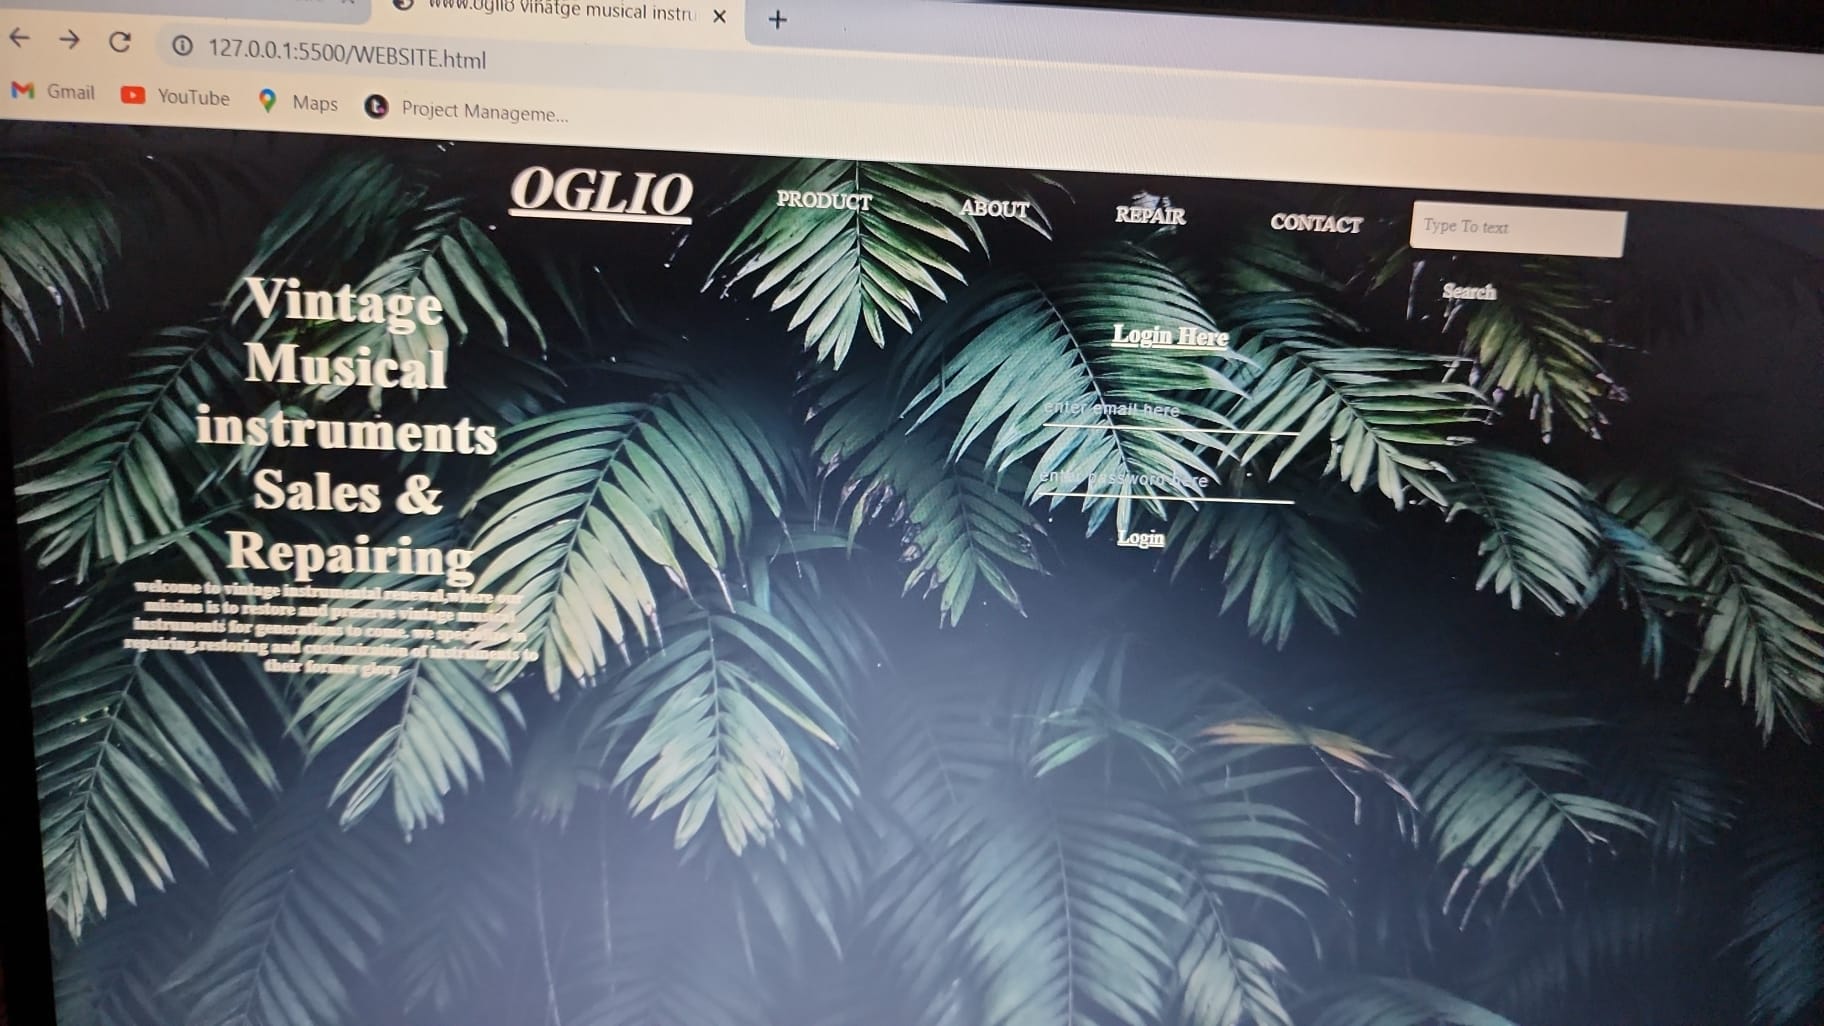 www.oglio vinatge musical instru
127.0.0.1:5500/WEBSITE.html
Gmail YouTube Maps Project Manageme...
OGLIO PRODUCT ABOUT REPAIR CONTACT Type To text
Search
Vintage
Musical
instruments
Sales &
Repairing
welcome to vintage instrumental renewal,where our
mission is to restore and preserve vintage musical
instruments for generations to come. we specialize in
repairing,restoring and customization of instruments to
their former glory
Login Here
enter email here
enter password here
Login